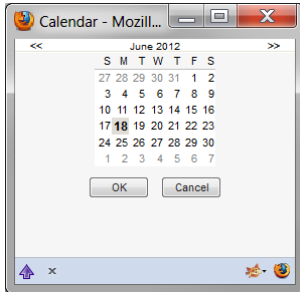 Calendar - Mozill...
<< June 2012 >>
S M T W T F S
27 28 29 30 31 1 2
3 4 5 6 7 8 9
10 11 12 13 14 15 16
17 18 19 20 21 22 23
24 25 26 27 28 29 30
1 2 3 4 5 6 7
OK Cancel